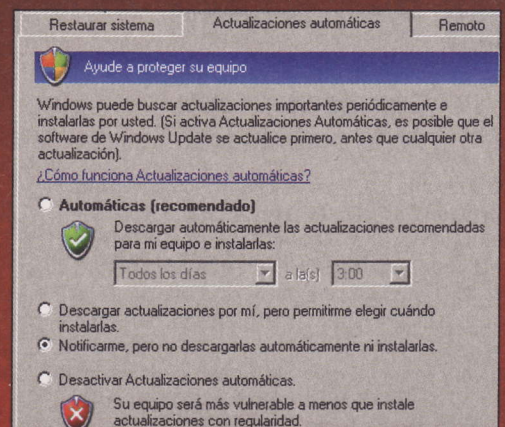 Restaurar sistema Actualizaciones automáticas Remoto
Ayude a proteger su equipo
Windows puede buscar actualizaciones importantes periódicamente e
instalarlas por usted. (Si activa Actualizaciones Automáticas, es posible que el
software de Windows Update se actualice primero, antes que cualquier otra
actualización).
¿Cómo funciona Actualizaciones automáticas?
Automáticas (recomendado)
Descargar automáticamente las actualizaciones recomendadas
para mi equipo e instalarlas:
Todos los días a la(s) 3:00
Descargar actualizaciones por mí, pero permitirme elegir cuándo
instalarlas.
Notificarme, pero no descargarlas automáticamente ni instalarlas.
Desactivar Actualizaciones automáticas.
Su equipo será más vulnerable a menos que instale
actualizaciones con regularidad.